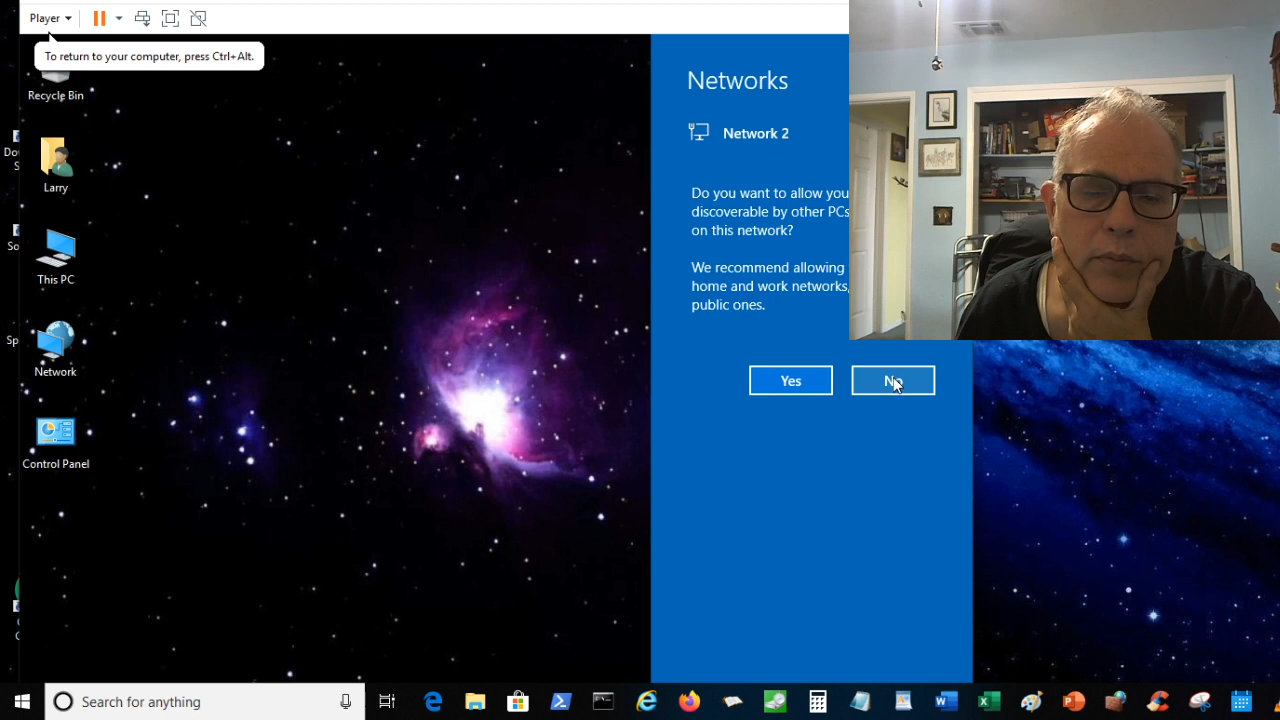 Player
To return to your computer, press Ctrl+Alt.
Recycle Bin
Larry
This PC
Network
Control Panel
Networks
Network 2
Do you want to allow you
discoverable by other PCs
on this network?
We recommend allowing
home and work networks,
public ones.
Yes
No
Search for anything